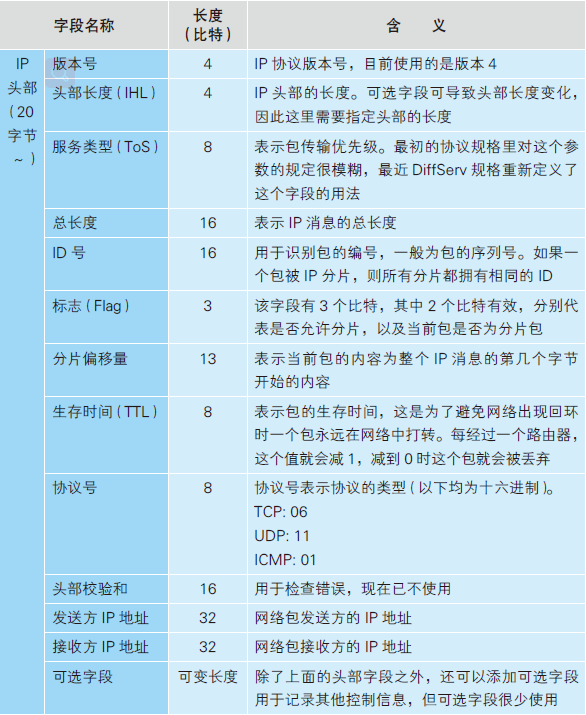 字段名称 长度 含 义
（比特）
IP 版本号 4 IP 协议版本号，目前使用的是版本 4
头部 头部长度（IHL） 4 IP 头部的长度。可选字段可导致头部长度变化，
（20 因此这里需要指定头部的长度
字节 服务类型（ToS） 8 表示包传输优先级。最初的协议规格里对这个参
～） 数的规定很模糊，最近 DiffServ 规格重新定义了
这个字段的用法
总长度 16 表示 IP 消息的总长度
ID 号 16 用于识别包的编号，一般为包的序列号。如果一
个包被 IP 分片，则所有分片都拥有相同的 ID
标志（Flag） 3 该字段有 3 个比特，其中 2 个比特有效，分别代
表是否允许分片，以及当前包是否为分片包
分片偏移量 13 表示当前包的内容为整个 IP 消息的第几个字节
开始的内容
生存时间（TTL） 8 表示包的生存时间，这是为了避免网络出现回环
时一个包永远在网络中打转。每经过一个路由器，
这个值就会减 1，减到 0 时这个包就会被丢弃
协议号 8 协议号表示协议的类型（以下均为十六进制）。
TCP: 06
UDP: 11
ICMP: 01
头部校验和 16 用于检查错误，现在已不使用
发送方 IP 地址 32 网络包发送方的 IP 地址
接收方 IP 地址 32 网络包接收方的 IP 地址
可选字段 可变长度 除了上面的头部字段之外，还可以添加可选字段
用于记录其他控制信息，但可选字段很少使用